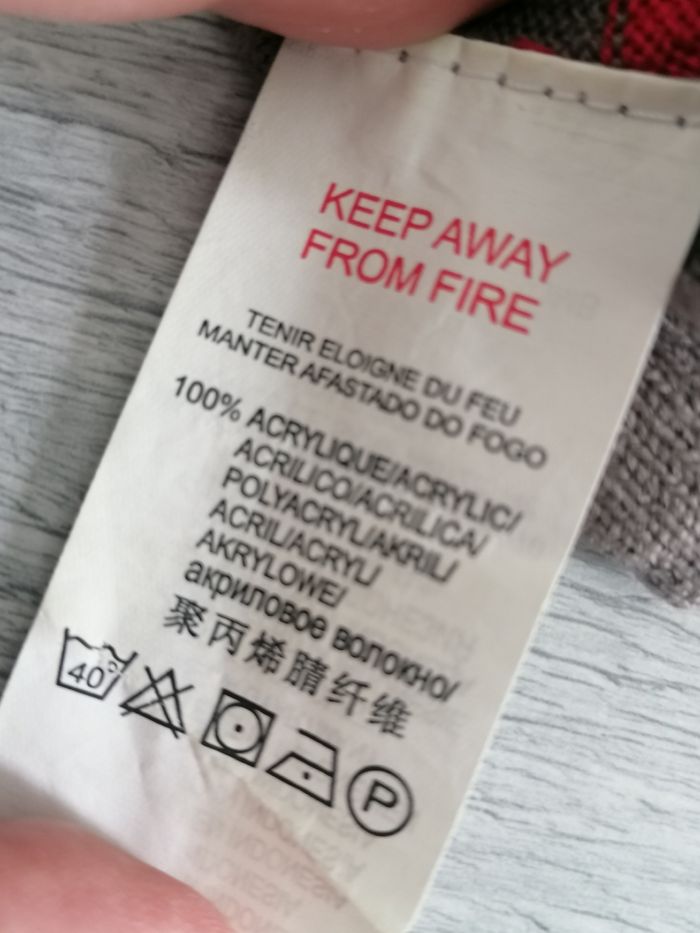 KEEP AWAY
FROM FIRE
TENIR ELOIGNE DU FEU
MANTER AFASTADO DO FOGO
100% ACRYLIQUE/ACRYLIC/
ACRILICO/ACRILICA/
POLYACRYL/AKRIL/
ACRIL/ACRYL/
AKRYLOWE/
акриловое волокно/
聚丙烯腈纤维
40
P